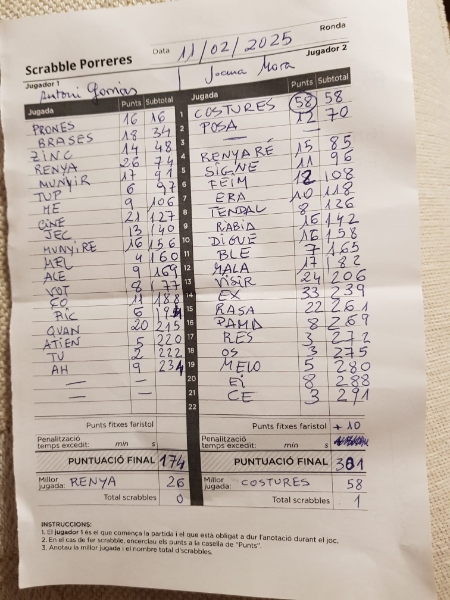 Scrabble Porreres
Data 11/02/2025 Ronda
Jugador 1 Antoni Jugador 2 Joana Mora
Jugada Punts Subtotal Jugada Punts Subtotal
PRONES 16 16 1 COSTURES 58 58
BRASES 18 34 2 POSA 12 70
ZINC 14 48 3 — —
RENYA 26 74 4 RENYARÉ 15 85
MUNYIR 17 91 5 SIGNE 11 96
TUP 6 97 6 FEIM 12 108
HE 9 106 7 ERA 10 118
CINE 21 127 8 TENDAL 8 126
JEC 13 140 9 RABIA 16 142
MUNYIRE 16 156 10 DIGUE 16 158
MEL 4 160 11 BLE 7 165
ALE 9 169 12 MALA 17 182
VOT 8 177 13 VISIR 24 206
CO 11 188 14 EX 33 239
RIC 6 194 15 RASA 22 261
QUAN 20 215 16 PAMA 8 269
ATIEN 5 220 17 RES 3 272
TU 2 222 18 OS 3 275
AH 9 234 19 MELO 5 280
— — 20 EI 8 288
— — 21 CE 3 291
22
Punts fitxes faristol Punts fitxes faristol + 10
Penalització temps excedit: min s Penalització temps excedit: min s
PUNTUACIÓ FINAL 174 PUNTUACIÓ FINAL 301
Millor jugada: RENYA 26 Millor jugada: COSTURES 58
Total scrabbles 0 Total scrabbles 1
INSTRUCCIONS:
1. El jugador 1 és el que comença la partida i el que està obligat a dur l'anotació durant el joc.
2. En el cas de fer scrabble, encercleu els punts a la casella de "Punts".
3. Anotau la millor jugada i el nombre total d'scrabbles.